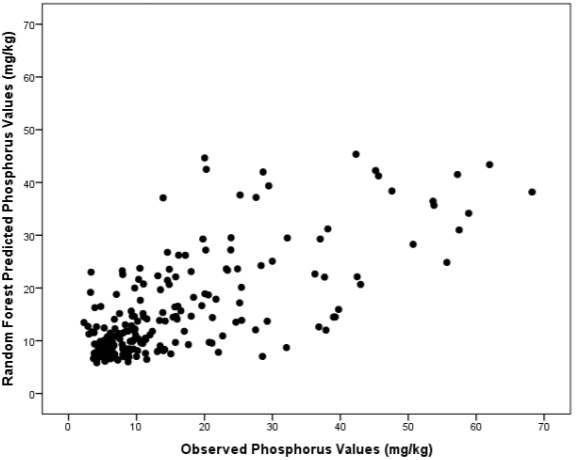 Random Forest Predicted Phosphorus Values (mg/kg)
70
60
50
40
30
20
10
0
0 10 20 30 40 50 60 70
Observed Phosphorus Values (mg/kg)